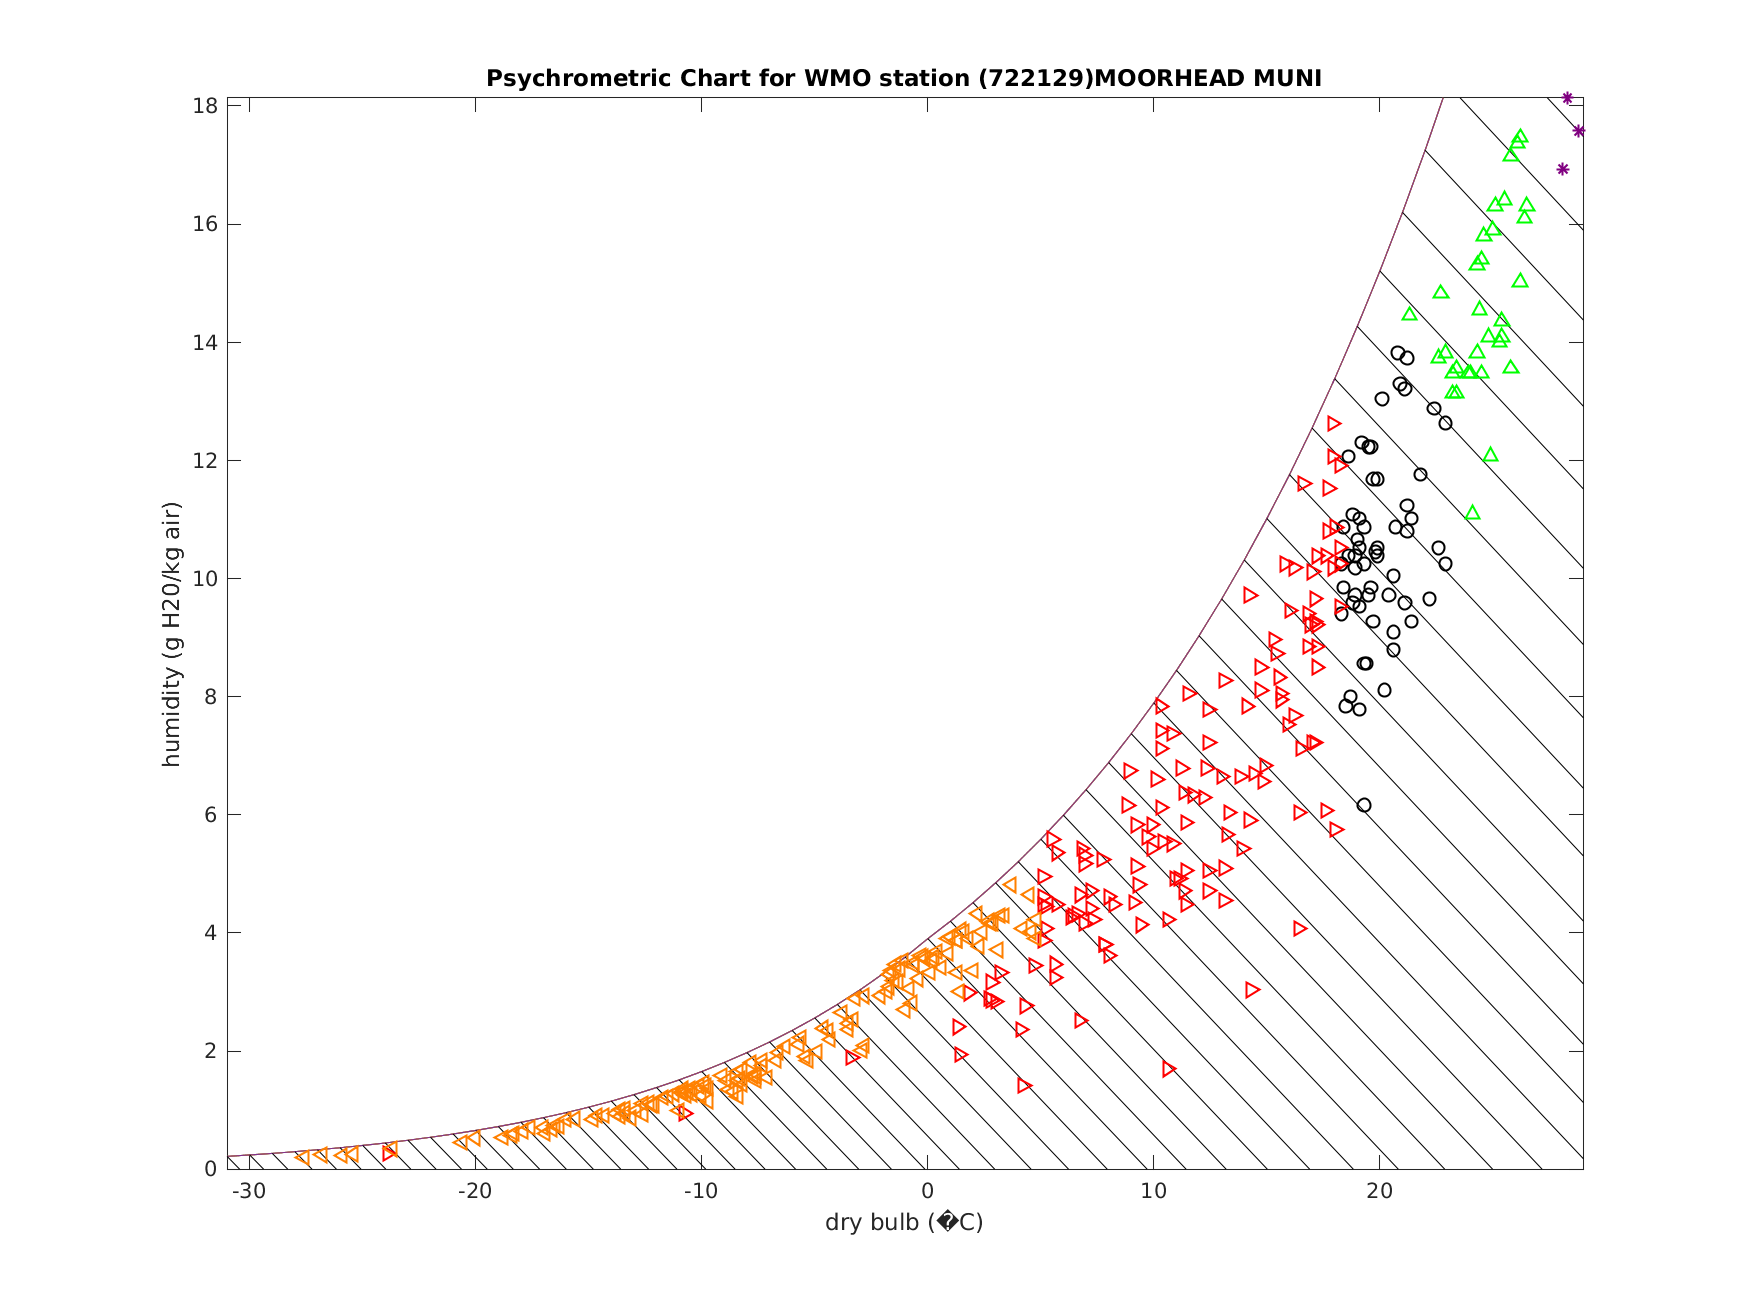 Psychrometric Chart for WMO station (722129)MOORHEAD MUNI
18
16
14
12
10
8
6
4
2
0
humidity (g H20/kg air)
-30 -20 -10 0 10 20
dry bulb (�C)